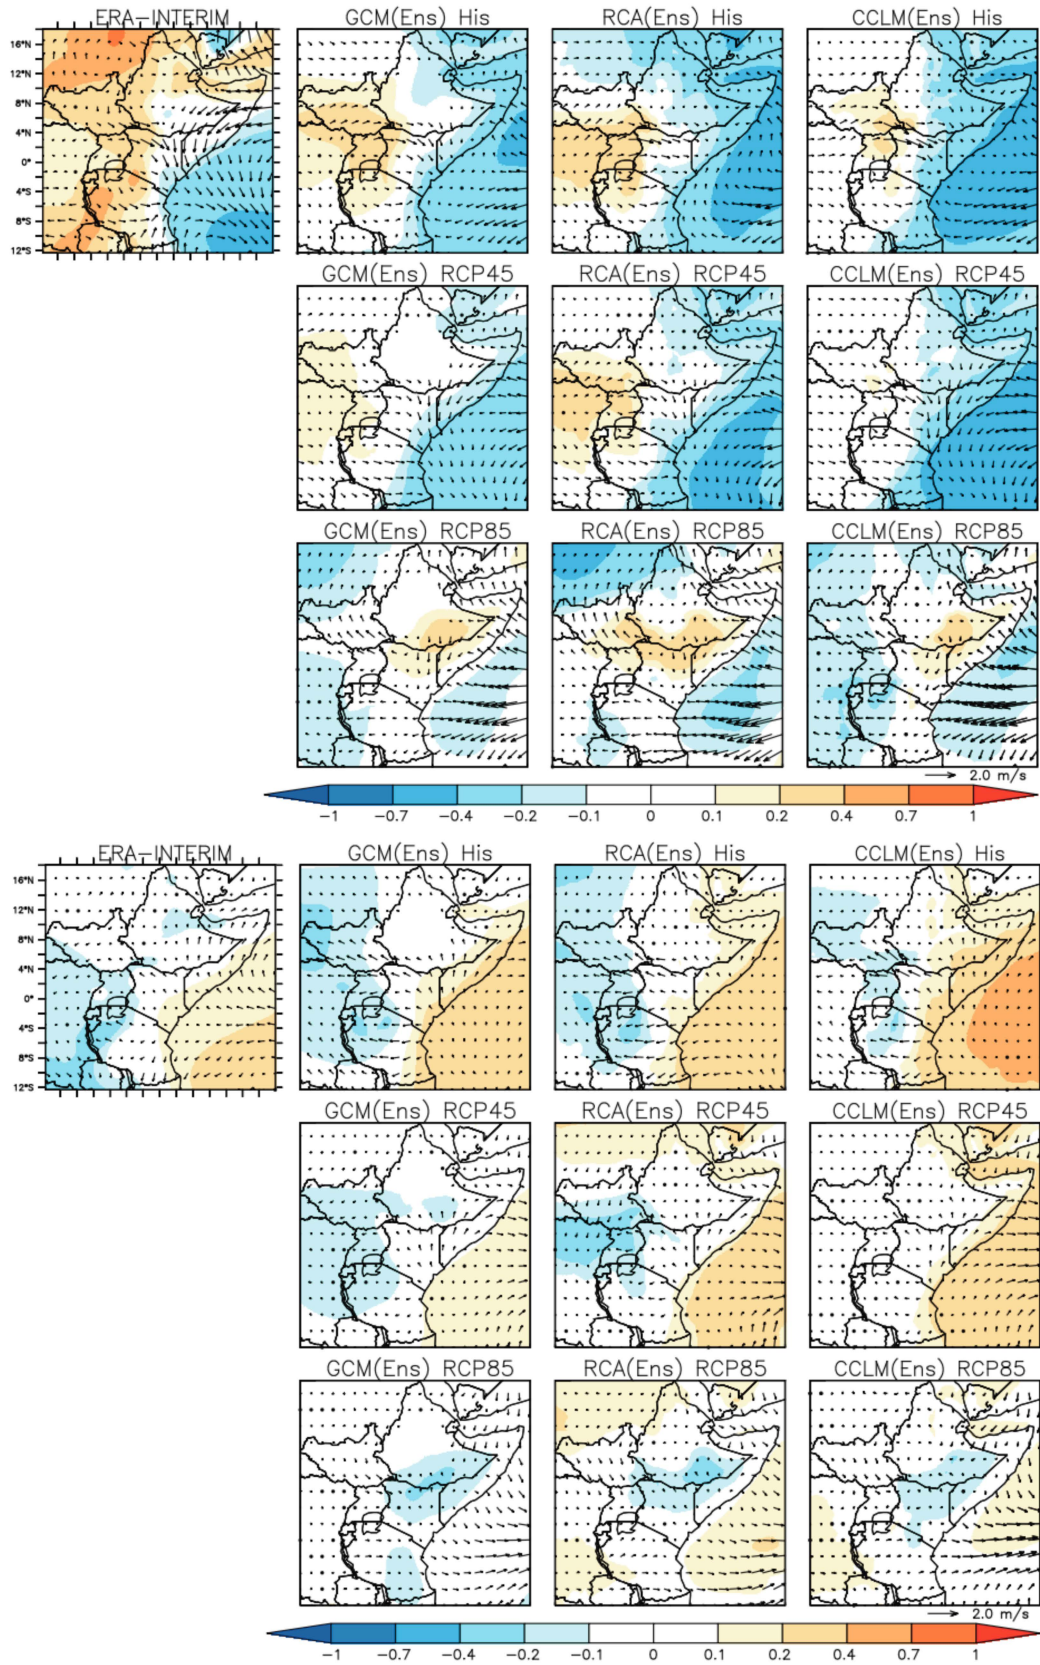 ERA-INTERIM GCM(Ens) His RCA(Ens) His CCLM(Ens) His
16°N
12°N
8°N
4°N
0°
4°S
8°S
12°S
GCM(Ens) RCP45 RCA(Ens) RCP45 CCLM(Ens) RCP45
GCM(Ens) RCP85 RCA(Ens) RCP85 CCLM(Ens) RCP85
2.0 m/s
-1 -0.7 -0.4 -0.2 -0.1 0 0.1 0.2 0.4 0.7 1
ERA-INTERIM GCM(Ens) His RCA(Ens) His CCLM(Ens) His
16°N
12°N
8°N
4°N
0°
4°S
8°S
12°S
GCM(Ens) RCP45 RCA(Ens) RCP45 CCLM(Ens) RCP45
GCM(Ens) RCP85 RCA(Ens) RCP85 CCLM(Ens) RCP85
2.0 m/s
-1 -0.7 -0.4 -0.2 -0.1 0 0.1 0.2 0.4 0.7 1